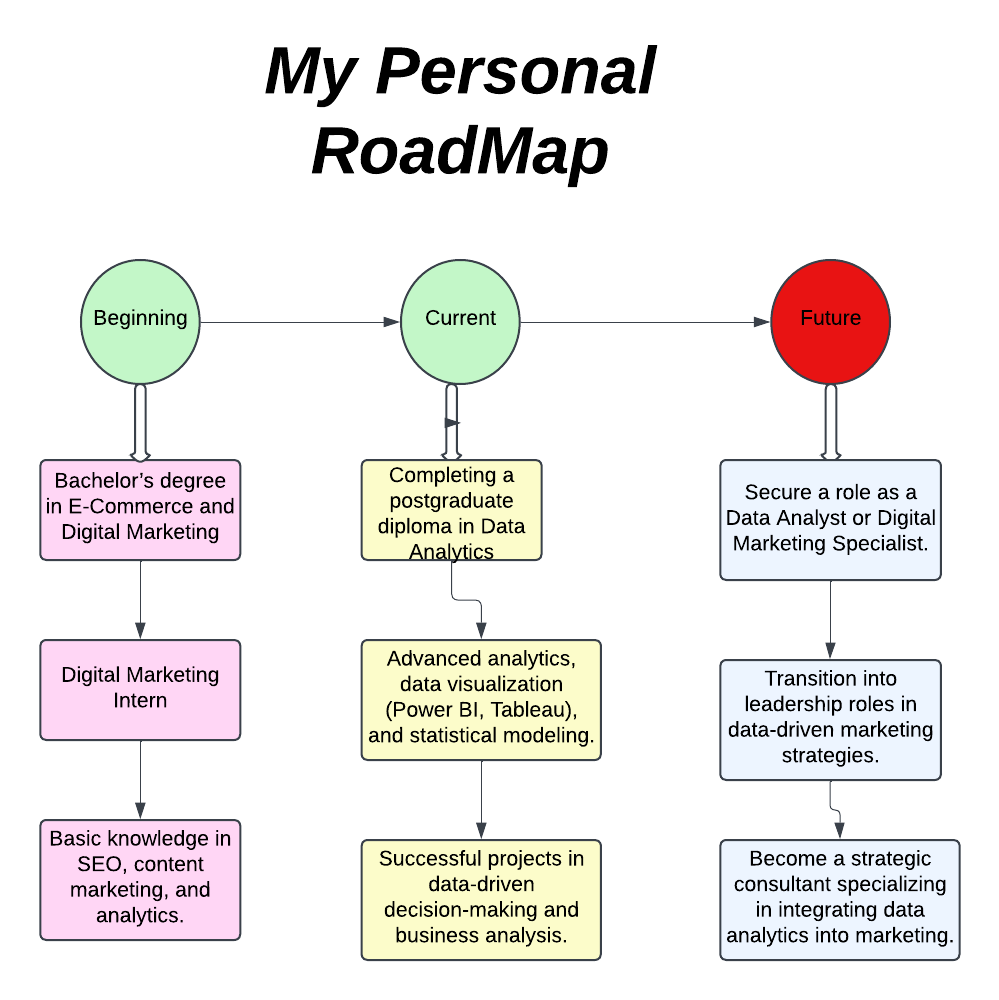 My Personal
RoadMap
Beginning
Current
Future
Bachelor’s degree
in E-Commerce and
Digital Marketing
Digital Marketing
Intern
Basic knowledge in
SEO, content
marketing, and
analytics.
Completing a
postgraduate
diploma in Data
Analytics
Advanced analytics,
data visualization
(Power BI, Tableau),
and statistical modeling.
Successful projects in
data-driven
decision-making and
business analysis.
Secure a role as a
Data Analyst or Digital
Marketing Specialist.
Transition into
leadership roles in
data-driven marketing
strategies.
Become a strategic
consultant specializing
in integrating data
analytics into marketing.